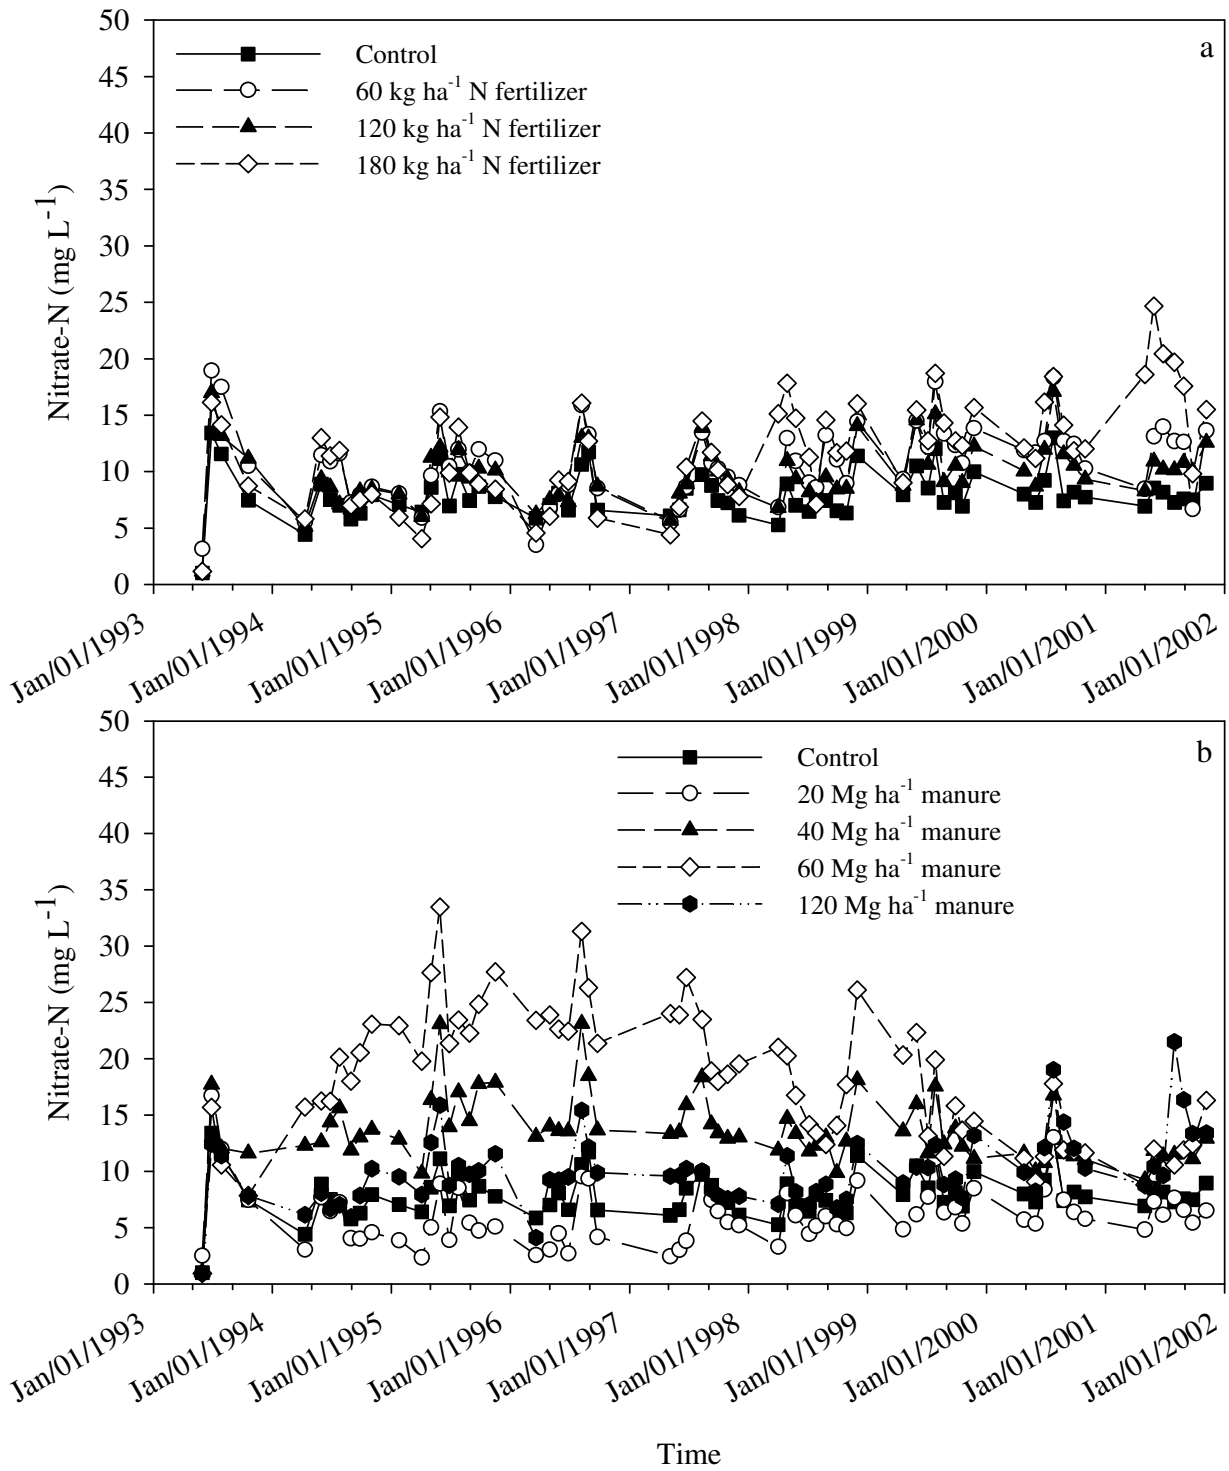 50
45
40
35
30
25
20
15
10
5
0
Nitrate-N (mg L⁻¹)
a
Control
60 kg ha⁻¹ N fertilizer
120 kg ha⁻¹ N fertilizer
180 kg ha⁻¹ N fertilizer
Jan/01/1993
Jan/01/1994
Jan/01/1995
Jan/01/1996
Jan/01/1997
Jan/01/1998
Jan/01/1999
Jan/01/2000
Jan/01/2001
Jan/01/2002
50
45
40
35
30
25
20
15
10
5
0
Nitrate-N (mg L⁻¹)
b
Control
20 Mg ha⁻¹ manure
40 Mg ha⁻¹ manure
60 Mg ha⁻¹ manure
120 Mg ha⁻¹ manure
Jan/01/1993
Jan/01/1994
Jan/01/1995
Jan/01/1996
Jan/01/1997
Jan/01/1998
Jan/01/1999
Jan/01/2000
Jan/01/2001
Jan/01/2002
Time